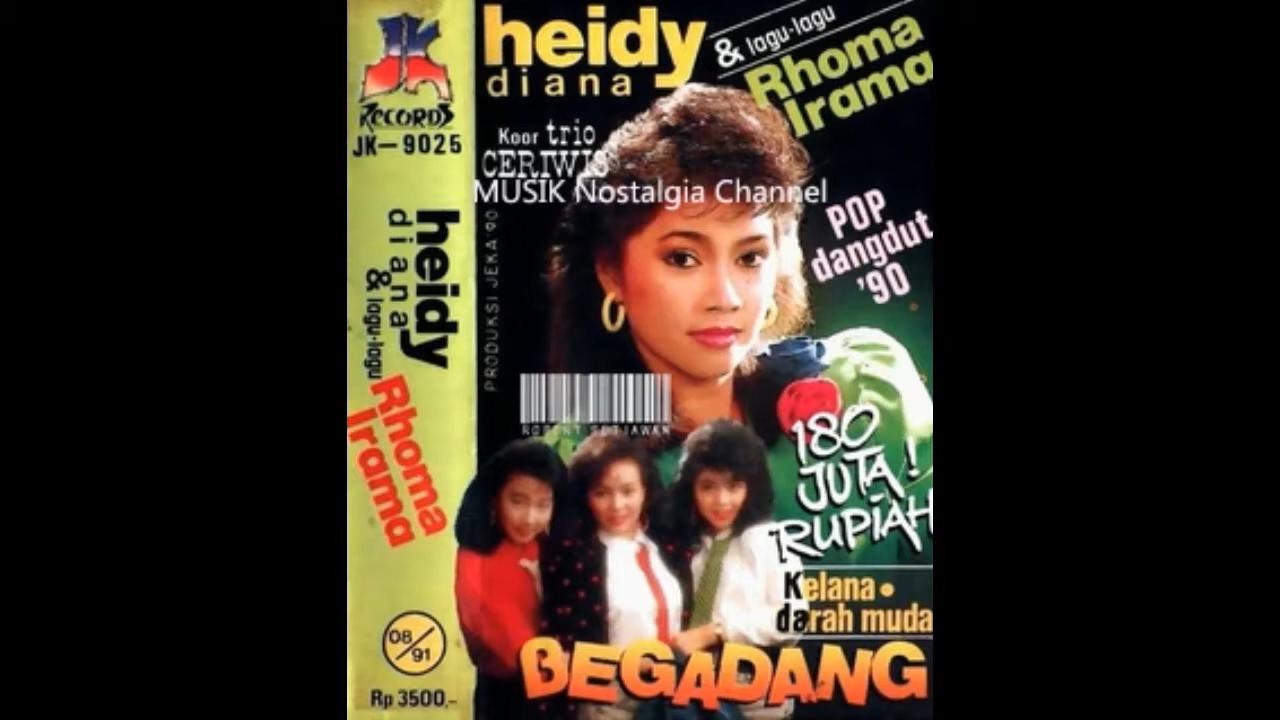 JK
RECORDS
JK-9025
heidy
diana
& lagu-lagu
Rhoma
Irama
08/91
Rp 3500,-
heidy
diana
& lagu-lagu
Rhoma
Irama
Koor trio
CERIWIS
MUSIK Nostalgia Channel
POP
dangdut
'90
PRODUKSI JEKA 90
ROBERT SETIAWAN
180
JUTA!
RUPIAH
Kelana •
darah muda
BEGADANG